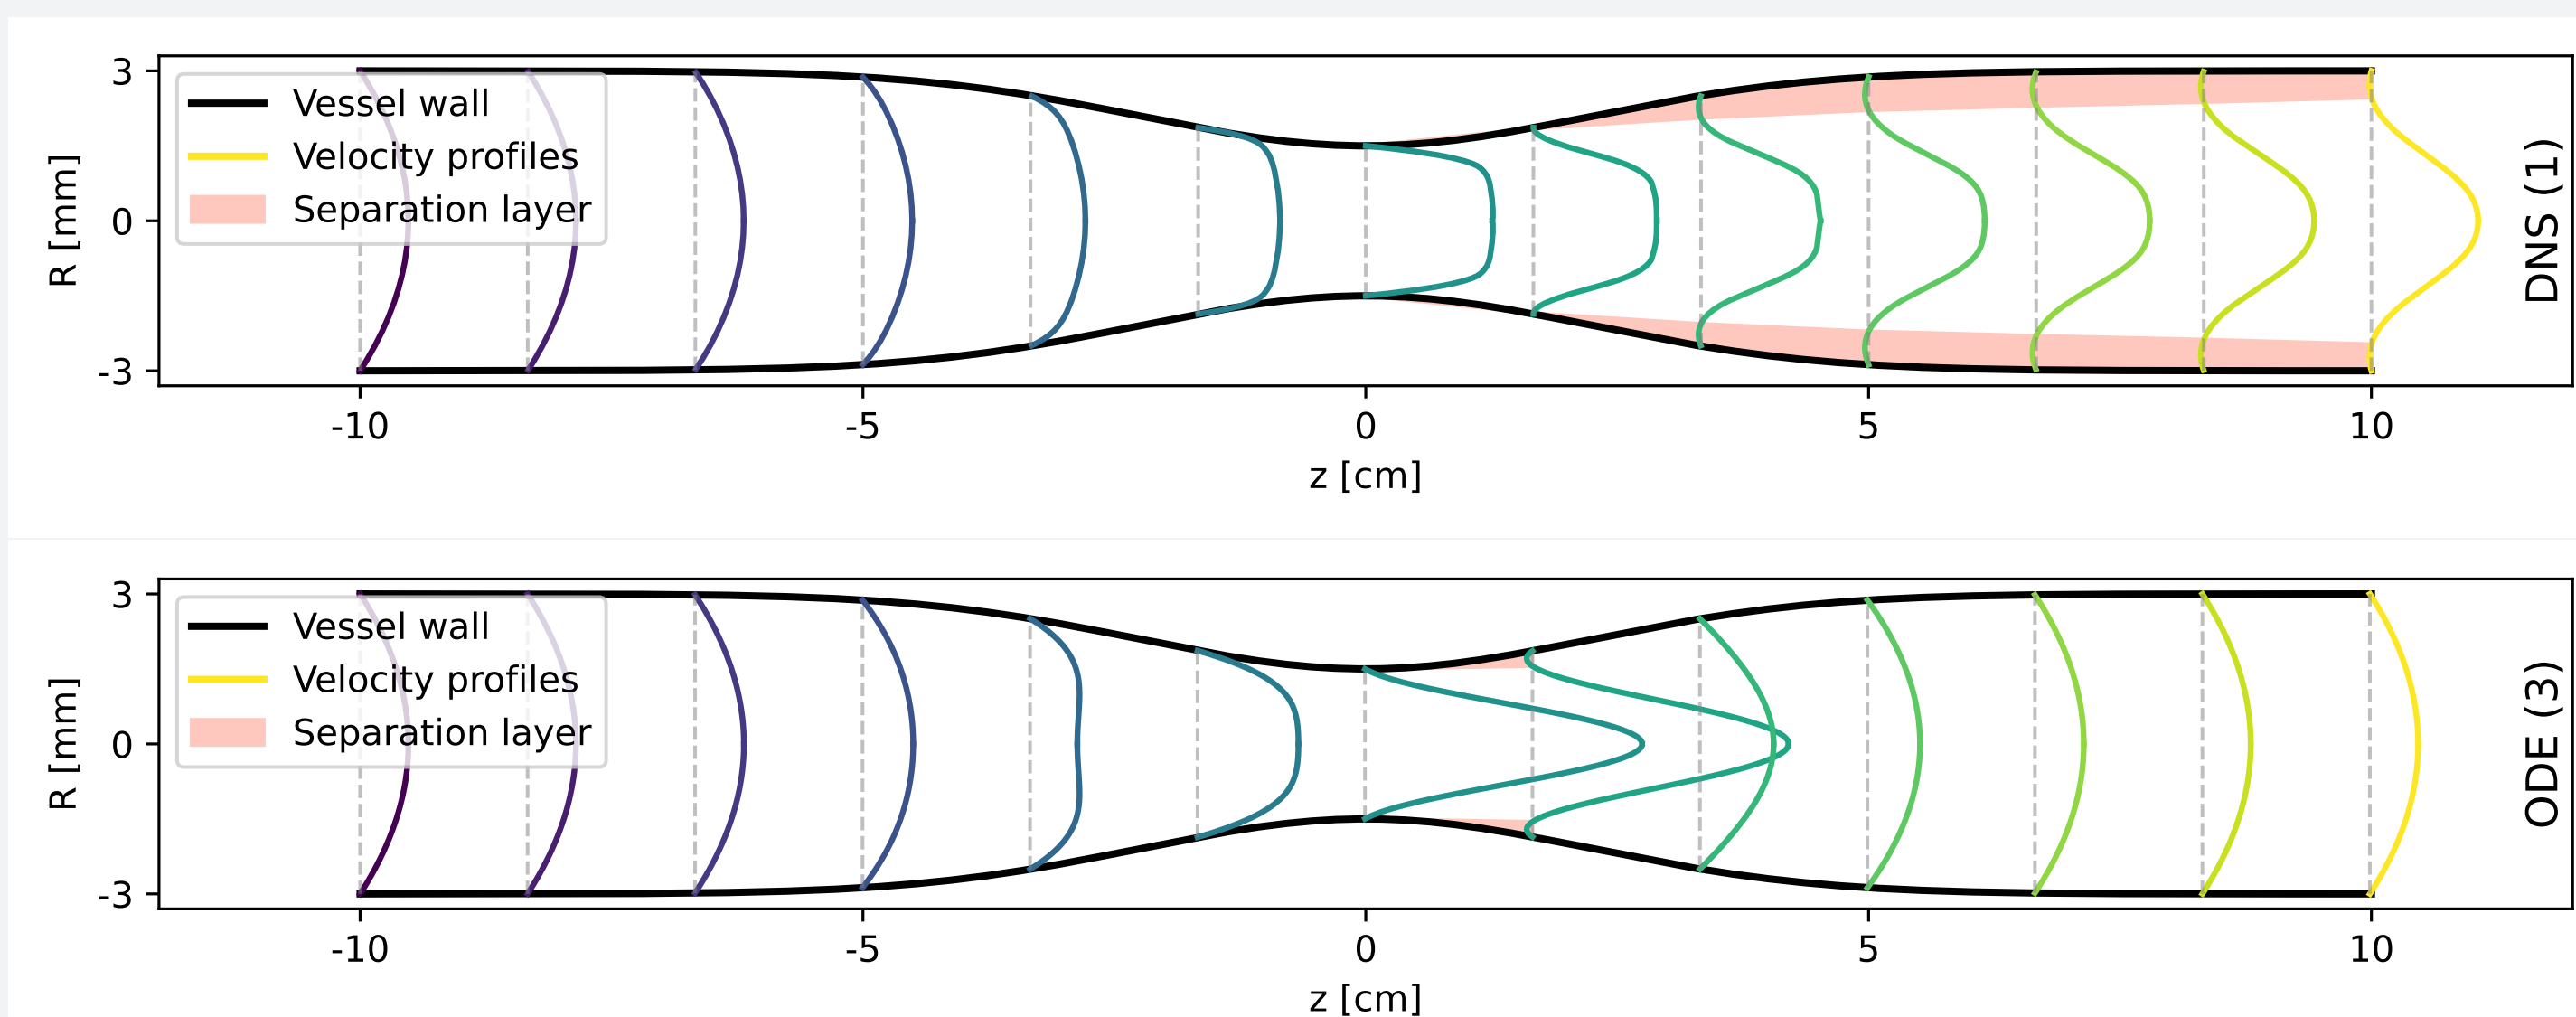 3
0
-3
R [mm]
Vessel wall
Velocity profiles
Separation layer
DNS (1)
-10
-5
0
5
10
z [cm]
3
0
-3
R [mm]
Vessel wall
Velocity profiles
Separation layer
ODE (3)
-10
-5
0
5
10
z [cm]